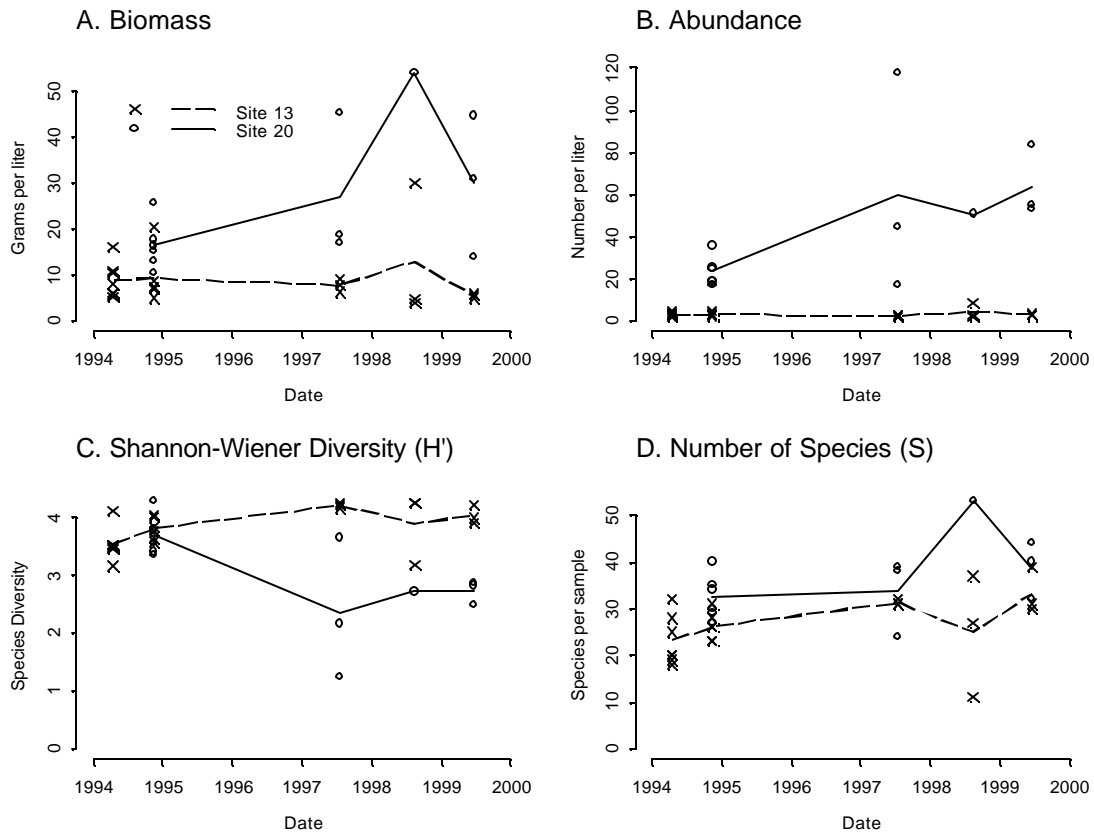 A. Biomass
Grams per liter
0 10 20 30 40 50
Site 13
Site 20
1994 1995 1996 1997 1998 1999 2000
Date
B. Abundance
Number per liter
0 20 40 60 80 100 120
1994 1995 1996 1997 1998 1999 2000
Date
C. Shannon-Wiener Diversity (H')
Species Diversity
0 1 2 3 4
1994 1995 1996 1997 1998 1999 2000
Date
D. Number of Species (S)
Species per sample
0 10 20 30 40 50
1994 1995 1996 1997 1998 1999 2000
Date